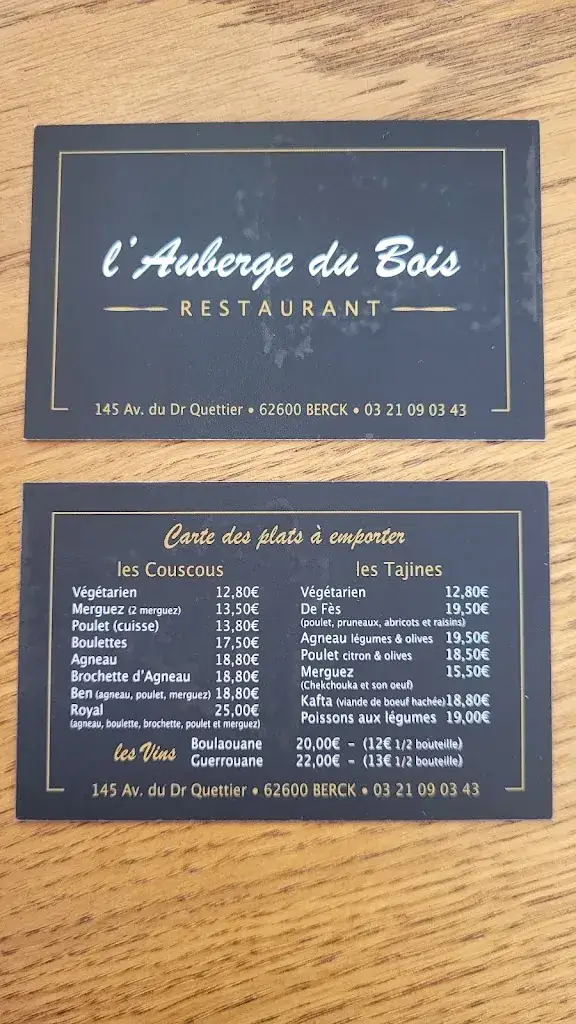 l'Auberge du Bois
RESTAURANT
145 Av. du Dr Quettier • 62600 BERCK • 03 21 09 03 43
Carte des plats à emporter
les Couscous
Végétarien 12,80€
Merguez (2 merguez) 13,50€
Poulet (cuisse) 13,80€
Boulettes 17,50€
Agneau 18,80€
Brochette d'Agneau 18,80€
Ben (agneau, poulet, merguez) 18,80€
Royal 25,00€
(agneau, boulette, brochette, poulet et merguez)
les Tajines
Végétarien 12,80€
De Fès 19,50€
(poulet, pruneaux, abricots et raisins)
Agneau légumes & olives 19,50€
Poulet citron & olives 18,50€
Merguez 15,50€
(Chekchouka et son oeuf)
Kafta (viande de boeuf hachée) 18,80€
Poissons aux légumes 19,00€
les Vins
Boulaouane 20,00€ - (12€ 1/2 bouteille)
Guerrouane 22,00€ - (13€ 1/2 bouteille)
145 Av. du Dr Quettier • 62600 BERCK • 03 21 09 03 43